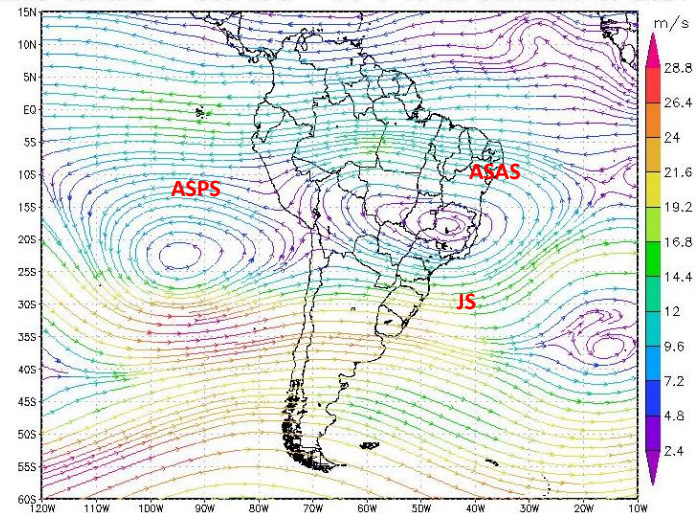 15N
10N
5N
EQ
5S
10S
15S
20S
25S
30S
35S
40S
45S
50S
55S
60S
120W 110W 100W 90W 80W 70W 60W 50W 40W 30W 20W 10W
ASPS
ASAS
JS
m/s
28.8
26.4
24
21.6
19.2
16.8
14.4
12
9.6
7.2
4.8
2.4